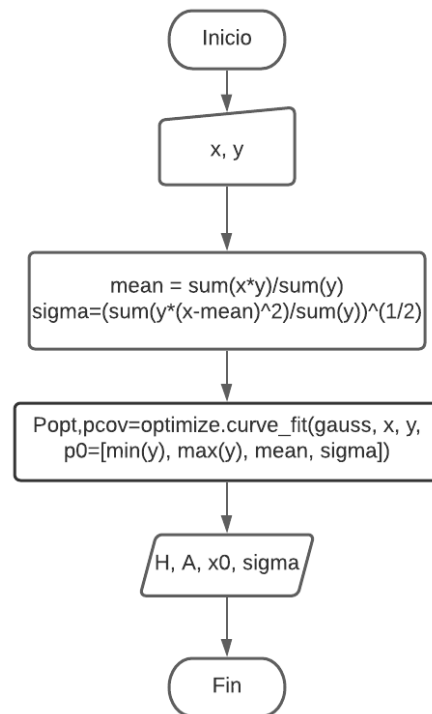 Inicio
x, y
mean = sum(x*y)/sum(y)
sigma=(sum(y*(x-mean)^2)/sum(y))^(1/2)
Popt,pcov=optimize.curve_fit(gauss, x, y,
p0=[min(y), max(y), mean, sigma])
H, A, x0, sigma
Fin